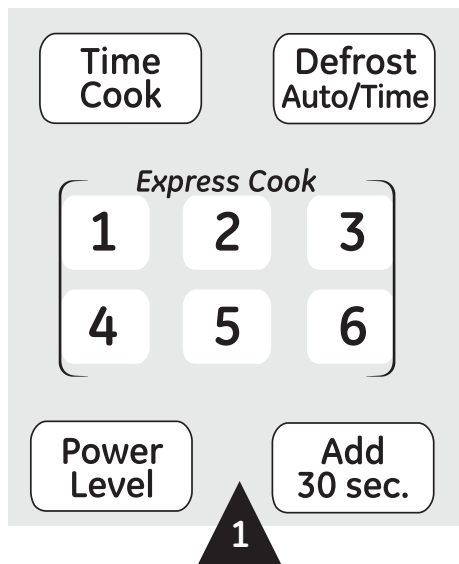 Time Defrost
Cook Auto/Time
Express Cook
1 2 3
4 5 6
Power Add
Level 30 sec.
1